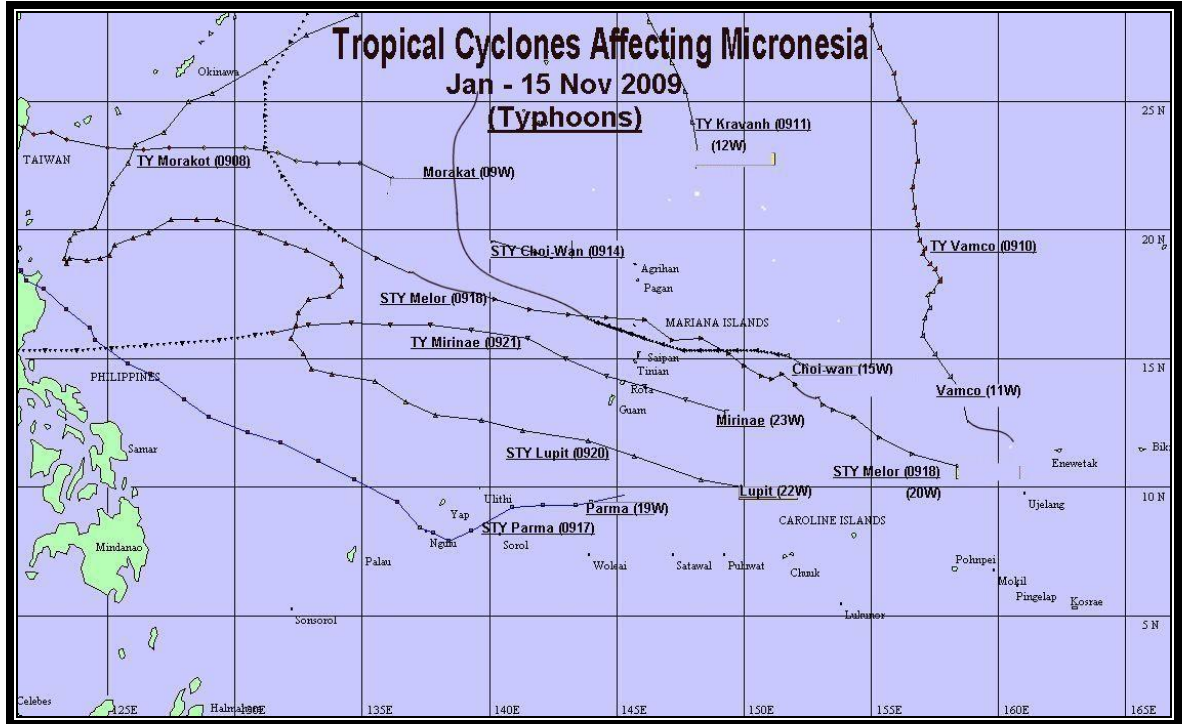 Tropical Cyclones Affecting Micronesia
Jan - 15 Nov 2009
(Typhoons)
Okinawa
25 N
TY Kravanh (0911)
(12W)
TAIWAN
TY Morakot (0908)
Morakat (09W)
20 N
STY Choi-Wan (0914)
TY Vamco (0910)
Agrihan
Pagan
STY Melor (0918)
MARIANA ISLANDS
TY Mirinae (0921)
Saipan
15 N
Tinian
Choi-wan (15W)
PHILIPPINES
Rota
Vamco (11W)
Guam
Mirinae (23W)
Samar
STY Lupit (0920)
Enewetak
Bik
STY Melor (0918)
(20W)
Lupit (22W)
10 N
Ulithi
Ujelang
Yap
Parma (19W)
CAROLINE ISLANDS
STY Parma (0917)
Ngulu
Sorol
Mindanao
Palau
Woleai
Satawal
Puluwat
Chuuk
Pohnpei
Mokil
Pingelap
Kosrae
Lukunor
Sonsorol
5 N
Celebes
Halmahera
125E
130E
135E
140E
145E
150E
155E
160E
165E